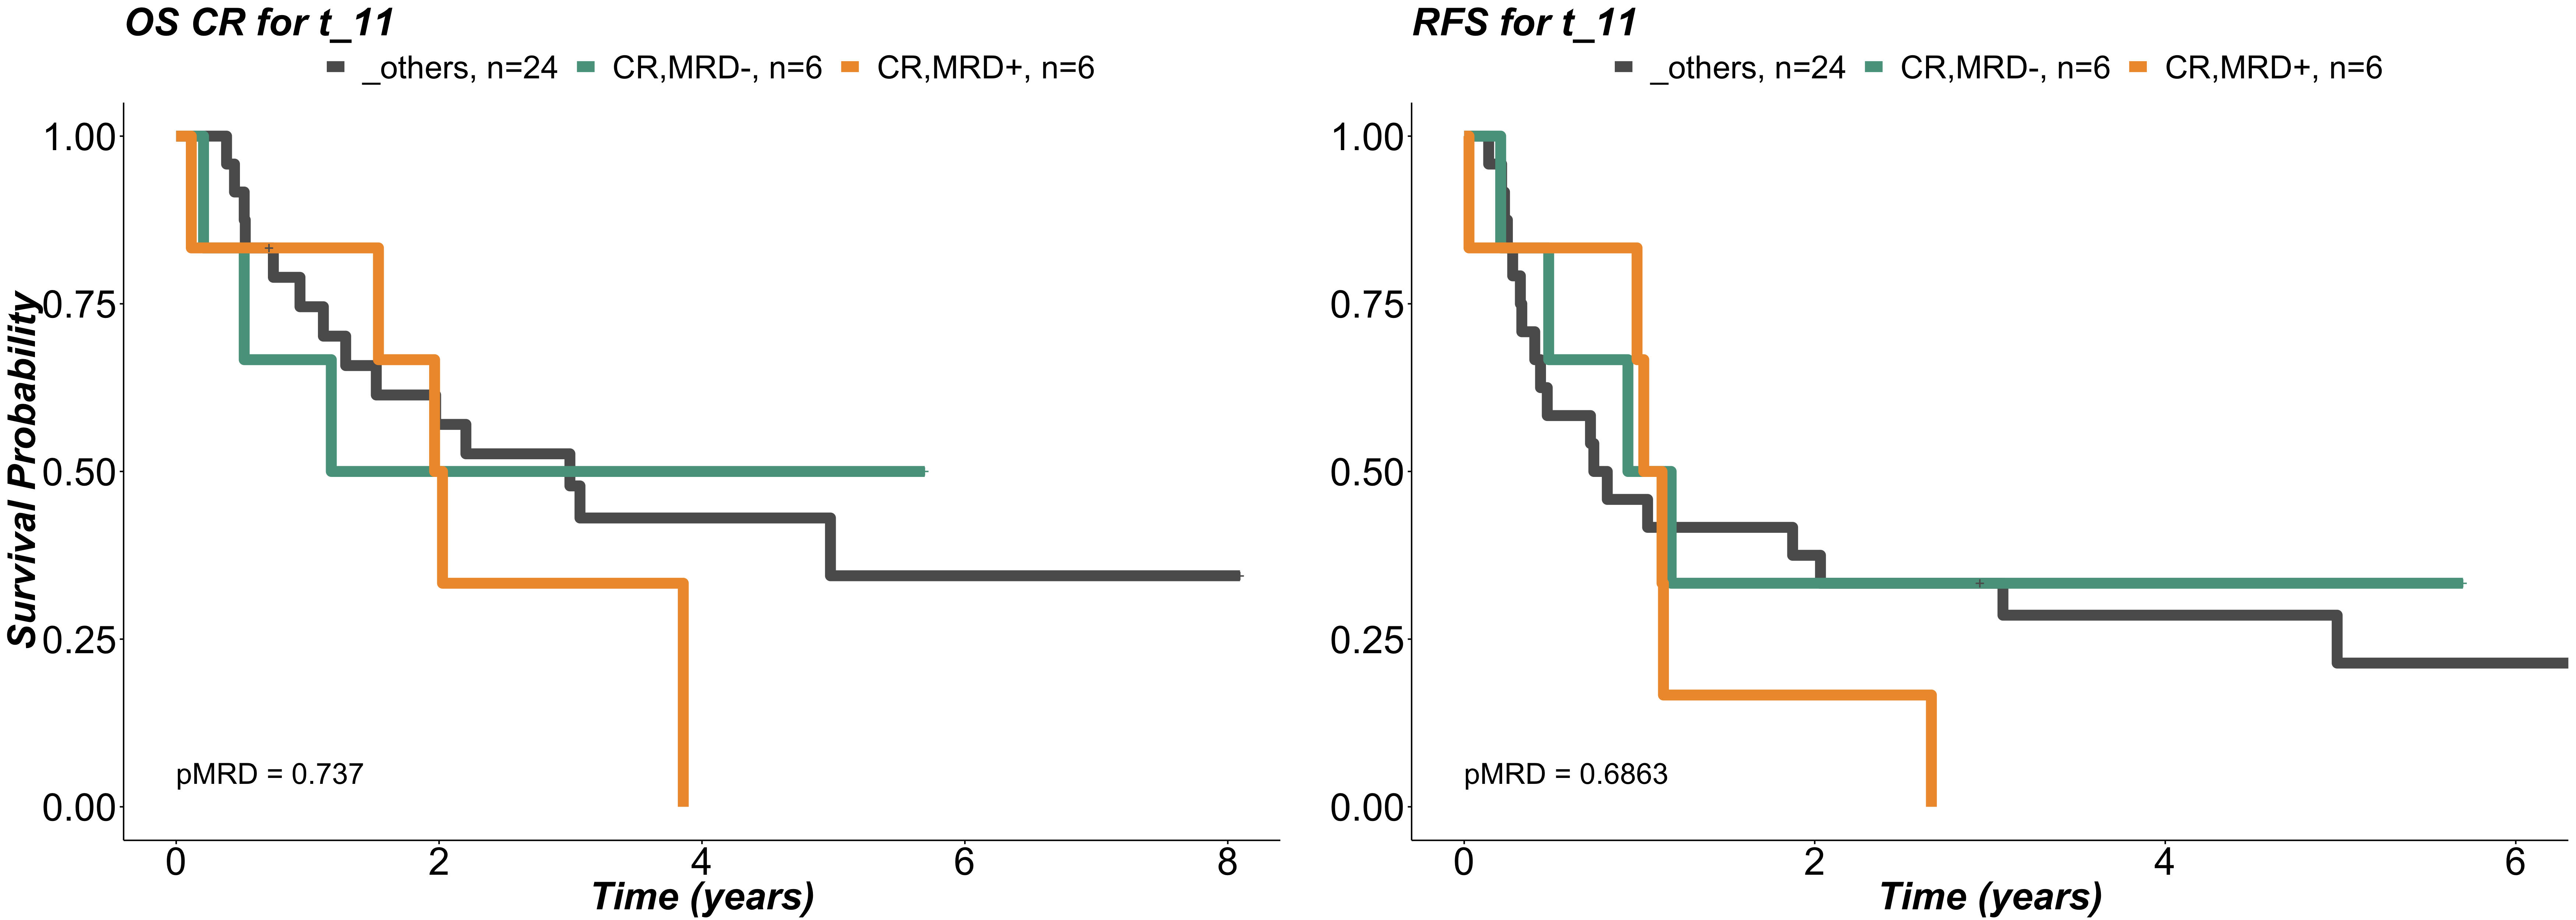 OS CR for t_11
_others, n=24 CR,MRD-, n=6 CR,MRD+, n=6
Survival Probability
1.00
0.75
0.50
0.25
0.00
pMRD = 0.737
0 2 4 6 8
Time (years)
RFS for t_11
_others, n=24 CR,MRD-, n=6 CR,MRD+, n=6
1.00
0.75
0.50
0.25
0.00
pMRD = 0.6863
0 2 4 6
Time (years)